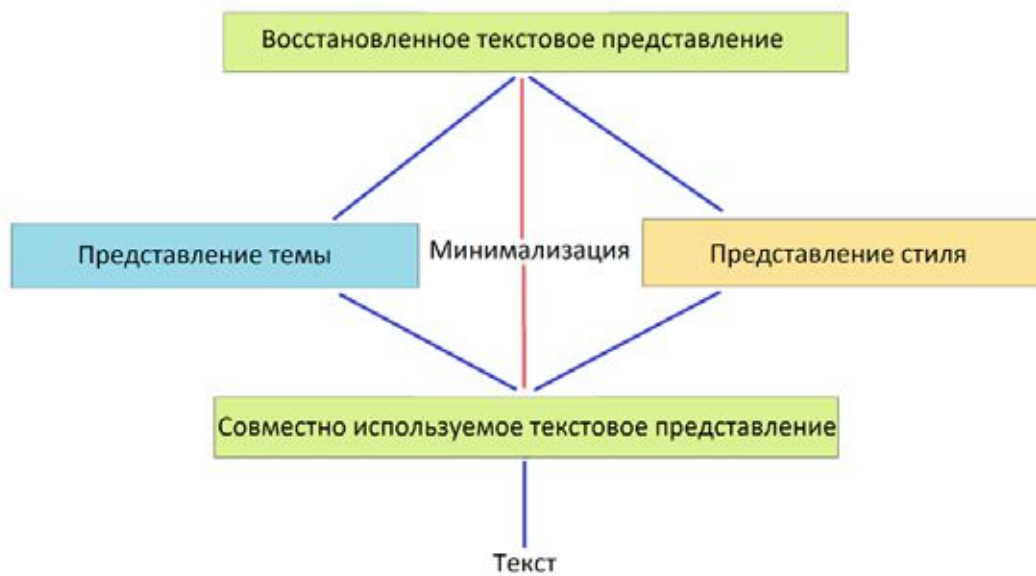 Восстановленное текстовое представление
Представление темы
Минимализация
Представление стиля
Совместно используемое текстовое представление
Текст